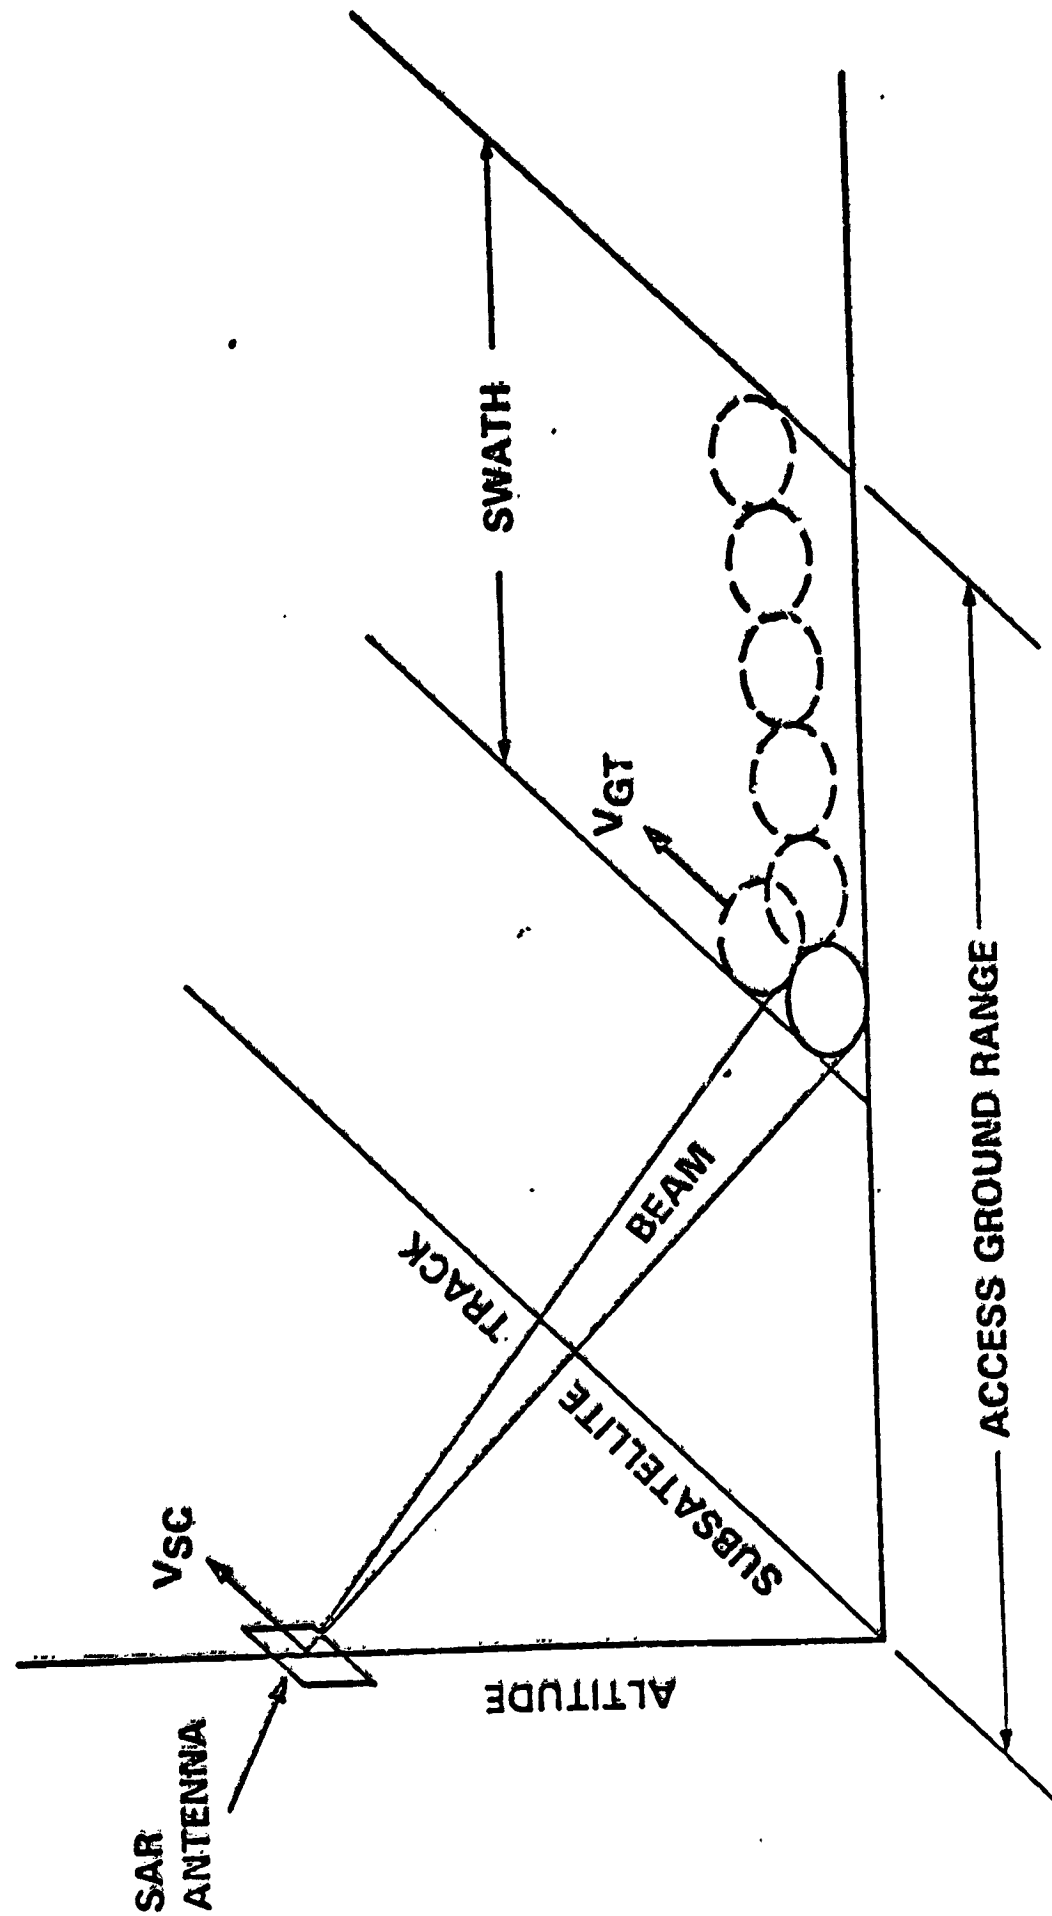 SAR
ANTENNA
VSC
ALTITUDE
SUBSATELLITE
TRACK
BEAM
VGT
SWATH
ACCESS GROUND RANGE